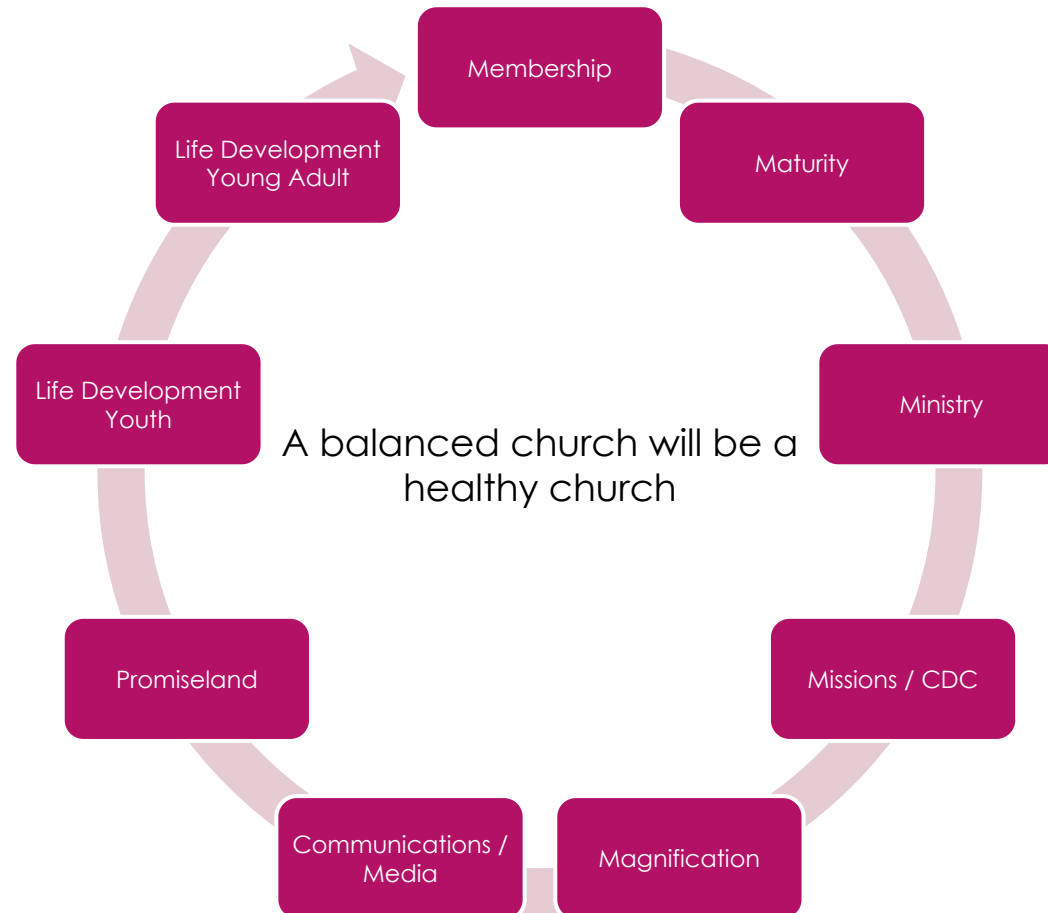 Membership
Maturity
Ministry
Missions / CDC
Magnification
Communications /
Media
Promiseland
Life Development
Youth
Life Development
Young Adult
A balanced church will be a
healthy church